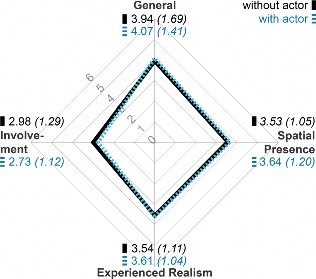 General
without actor
with actor
3.94 (1.69)
4.07 (1.41)
6
5
4
2
1
0
2.98 (1.29)
Involve-
ment
2.73 (1.12)
3.53 (1.05)
Spatial
Presence
3.64 (1.20)
3.54 (1.11)
3.61 (1.04)
Experienced Realism